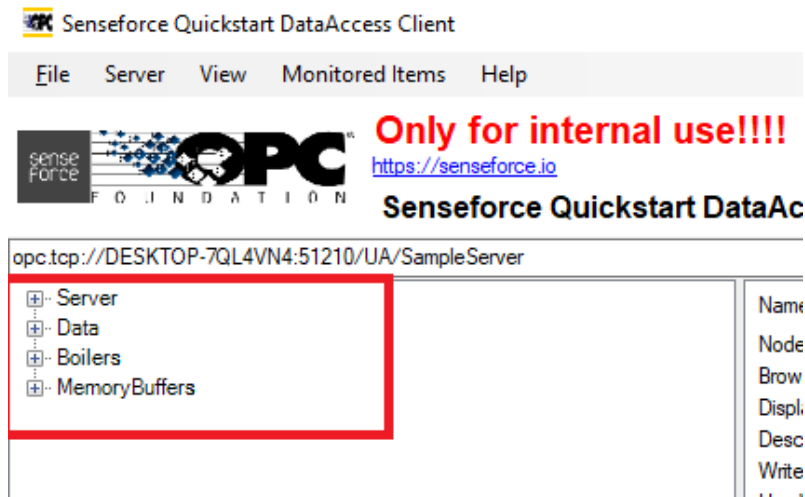 Senseforce Quickstart DataAccess Client
File Server View Monitored Items Help
Only for internal use!!!!
sense
force
OPC
FOUNDATION
https://senseforce.io
Senseforce Quickstart DataAc
opc.tcp://DESKTOP-7QL4VN4:51210/UA/SampleServer
Server
Data
Boilers
MemoryBuffers
Name
Node
Brow
Displa
Desc
Write